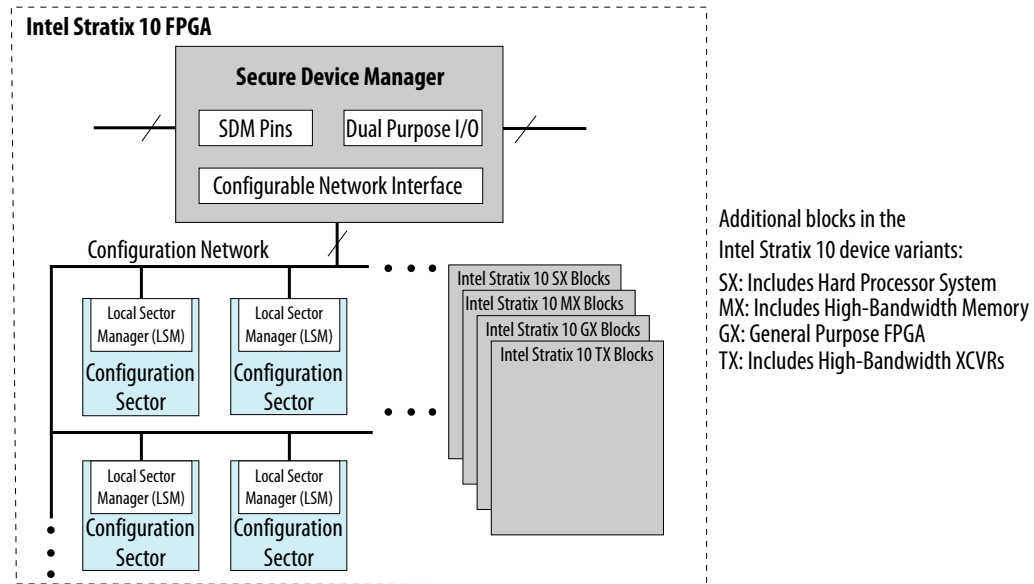 Intel Stratix 10 FPGA
Secure Device Manager
SDM Pins
Dual Purpose I/O
Configurable Network Interface
Configuration Network
Local Sector
Manager (LSM)
Configuration
Sector
Local Sector
Manager (LSM)
Configuration
Sector
Local Sector
Manager (LSM)
Configuration
Sector
Local Sector
Manager (LSM)
Configuration
Sector
Intel Stratix 10 SX Blocks
Intel Stratix 10 MX Blocks
Intel Stratix 10 GX Blocks
Intel Stratix 10 TX Blocks
Additional blocks in the
Intel Stratix 10 device variants:
SX: Includes Hard Processor System
MX: Includes High-Bandwidth Memory
GX: General Purpose FPGA
TX: Includes High-Bandwidth XCVRs